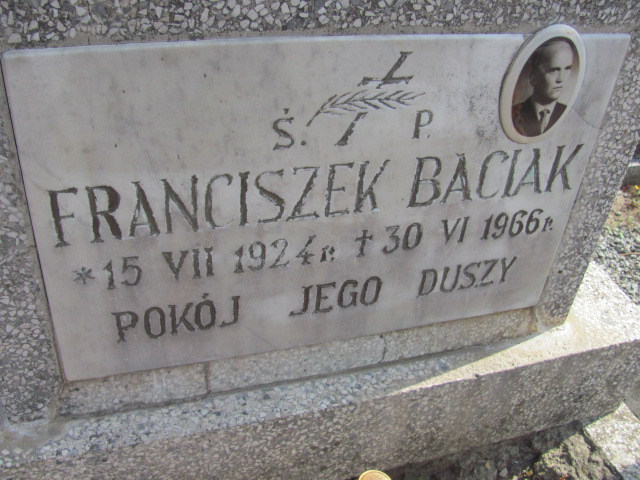 Ś. P.
FRANCISZEK BACIAK
*15 VII 1924 R. ✝30 VI 1966 R.
POKÓJ JEGO DUSZY